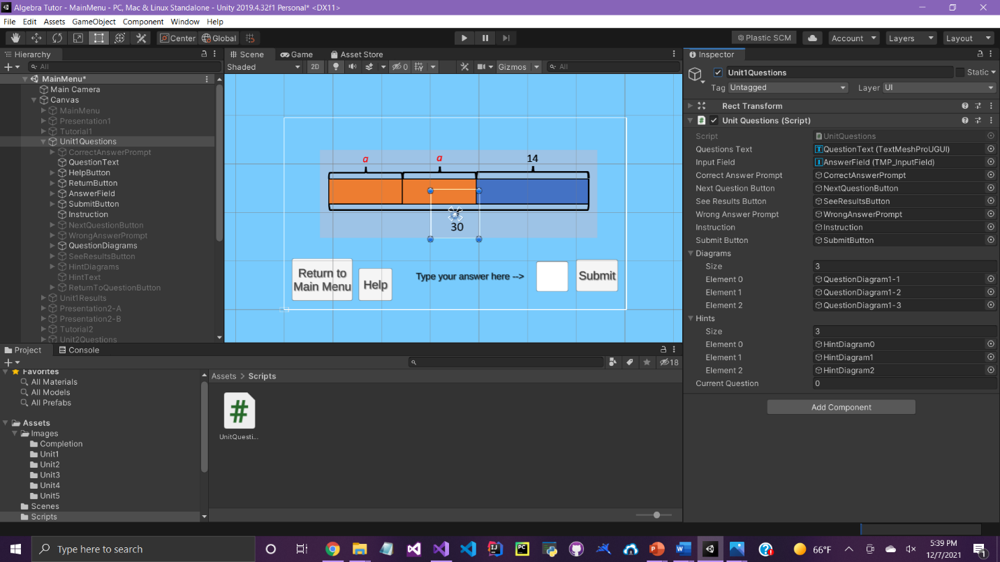 Algebra Tutor - MainMenu - PC, Mac & Linux Standalone - Unity 2019.4.32f1 Personal* <DX11>
File Edit Assets GameObject Component Window Help
Center Global Plastic SCM Account Layers Layout
Hierarchy
All
MainMenu*
Main Camera
Canvas
MainMenu
Presentation1
Tutorial1
Unit1Questions
CorrectAnswerPrompt
QuestionText
HelpButton
ReturnButton
AnswerField
SubmitButton
Instruction
NextQuestionButton
WrongAnswerPrompt
QuestionDiagrams
SeeResultsButton
HintDiagrams
HintText
ReturnToQuestionButton
Unit1Results
Presentation2-A
Presentation2-B
Tutorial2
Unit2Questions
Scene Game Asset Store
Shaded 2D 0 Gizmos All
a a 14
30
Return to
Main Menu
Help
Type your answer here -->
Submit
Inspector
Unit1Questions Static
Tag Untagged Layer UI
Rect Transform
Unit Questions (Script)
Script UnitQuestions
Questions Text QuestionText (TextMeshProUGUI)
Input Field AnswerField (TMP_InputField)
Correct Answer Prompt CorrectAnswerPrompt
Next Question Button NextQuestionButton
See Results Button SeeResultsButton
Wrong Answer Prompt WrongAnswerPrompt
Instruction Instruction
Submit Button SubmitButton
Diagrams
Size 3
Element 0 QuestionDiagram1-1
Element 1 QuestionDiagram1-2
Element 2 QuestionDiagram1-3
Hints
Size 3
Element 0 HintDiagram0
Element 1 HintDiagram1
Element 2 HintDiagram2
Current Question 0
Add Component
Project Console
18
Favorites
All Materials
All Models
All Prefabs
Assets
Images
Completion
Unit1
Unit2
Unit3
Unit4
Unit5
Scenes
Scripts
Assets > Scripts
#
UnitQuesti...
Type here to search
PC
66°F
5:39 PM
12/7/2021
1